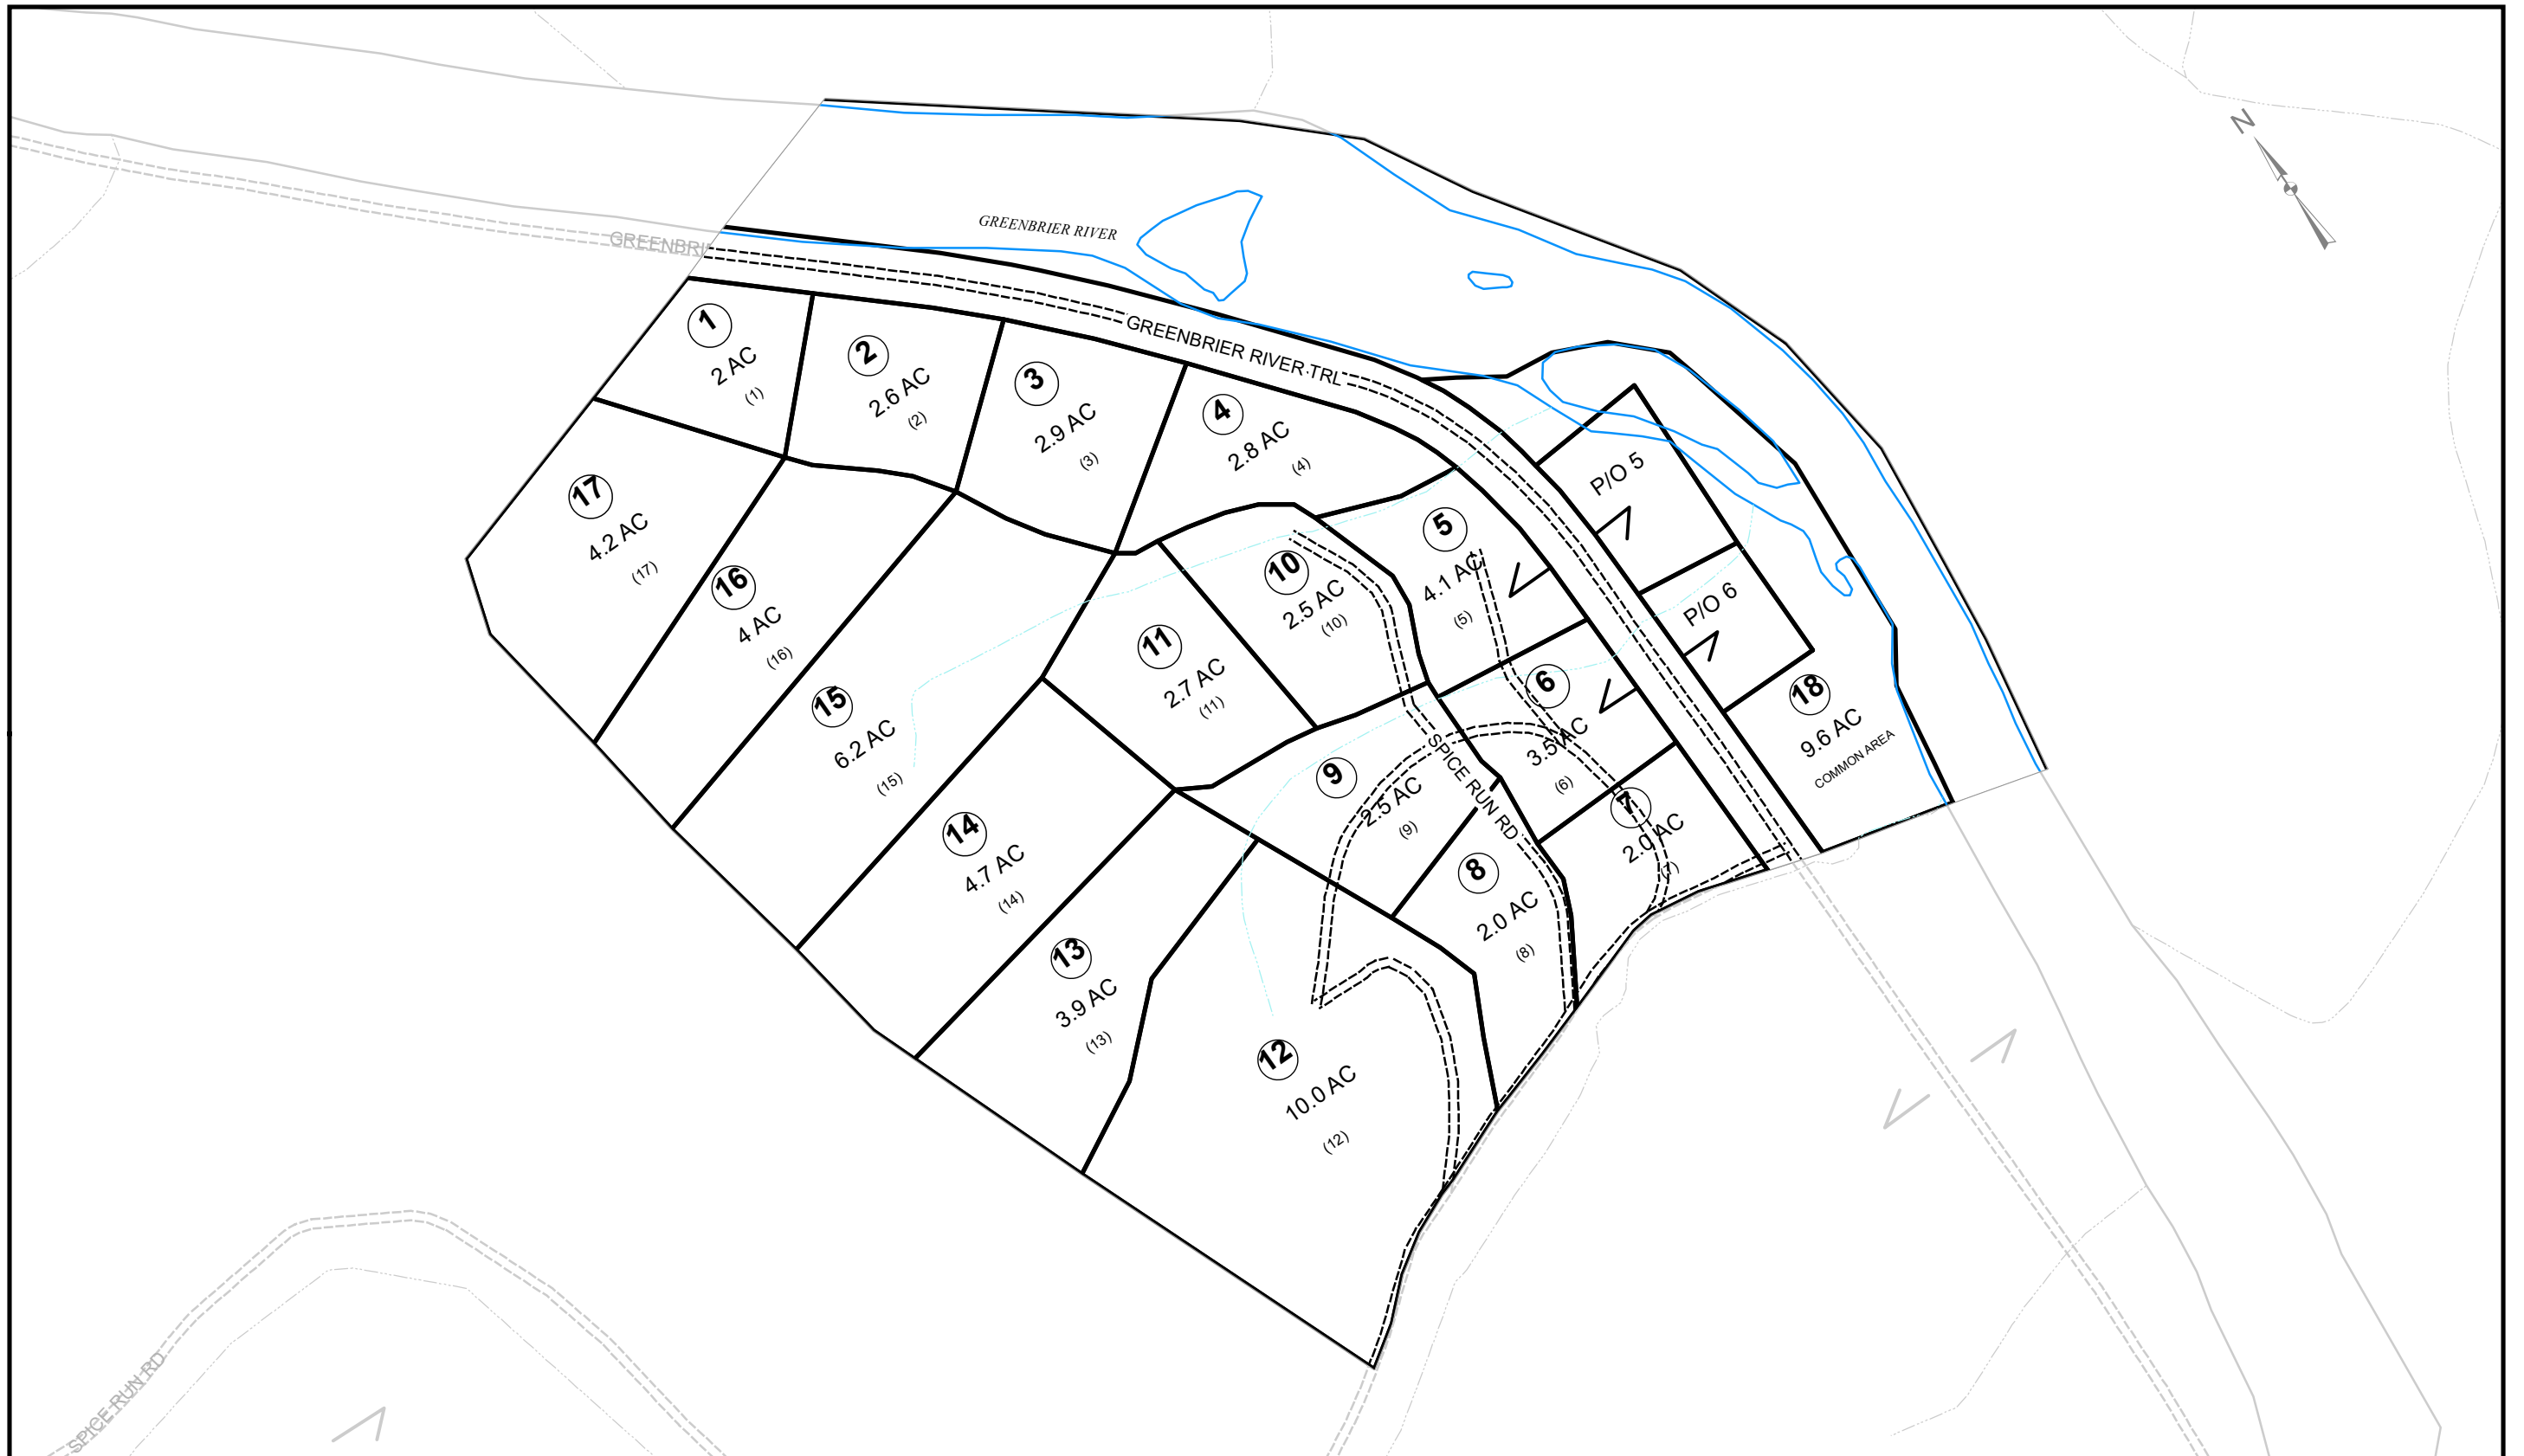 N
GREENBRIER RIVER
GREENBRI
GREENBRIER RIVER TRL
1
2 AC
(1)
2
2.6 AC
(2)
3
2.9 AC
(3)
4
2.8 AC
(4)
P/O 5
5
4.1 AC
(5)
P/O 6
6
3.5 AC
(6)
18
9.6 AC
COMMON AREA
17
4.2 AC
(17)
16
4 AC
(16)
15
6.2 AC
(15)
11
2.7 AC
(11)
10
2.5 AC
(10)
9
2.5 AC
(9)
SPICE RUN RD
7
2.0 AC
(7)
8
2.0 AC
(8)
14
4.7 AC
(14)
13
3.9 AC
(13)
12
10.0 AC
(12)
SPICE RUN RD